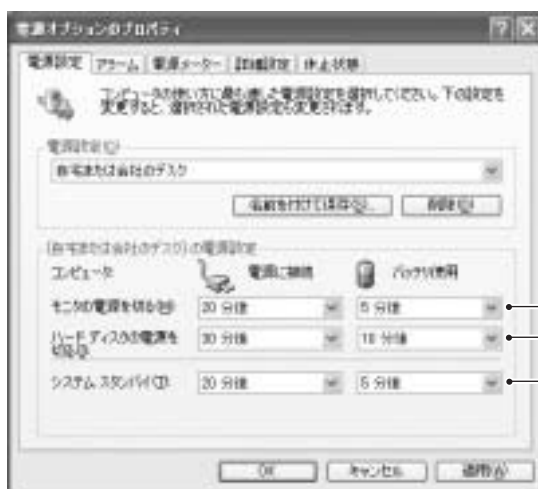 電源オプションのプロパティ
電源設定 アラーム 電源メーター 詳細設定 休止状態
コンピュータの使い方に最も適した電源設定を選択してください。下の設定を
変更すると、選択された電源設定も変更されます。
電源設定(C)
自宅または会社のデスク
名前を付けて保存(S)... 削除(D)
[自宅または会社のデスク] の電源設定
コンピュータ 電源に接続 バッテリ使用
モニタの電源を切る(M) 20 分後 5 分後
ハード ディスクの電源を 30 分後 10 分後
切る(I)
システム スタンバイ(T) 20 分後 5 分後
OK キャンセル 適用(A)